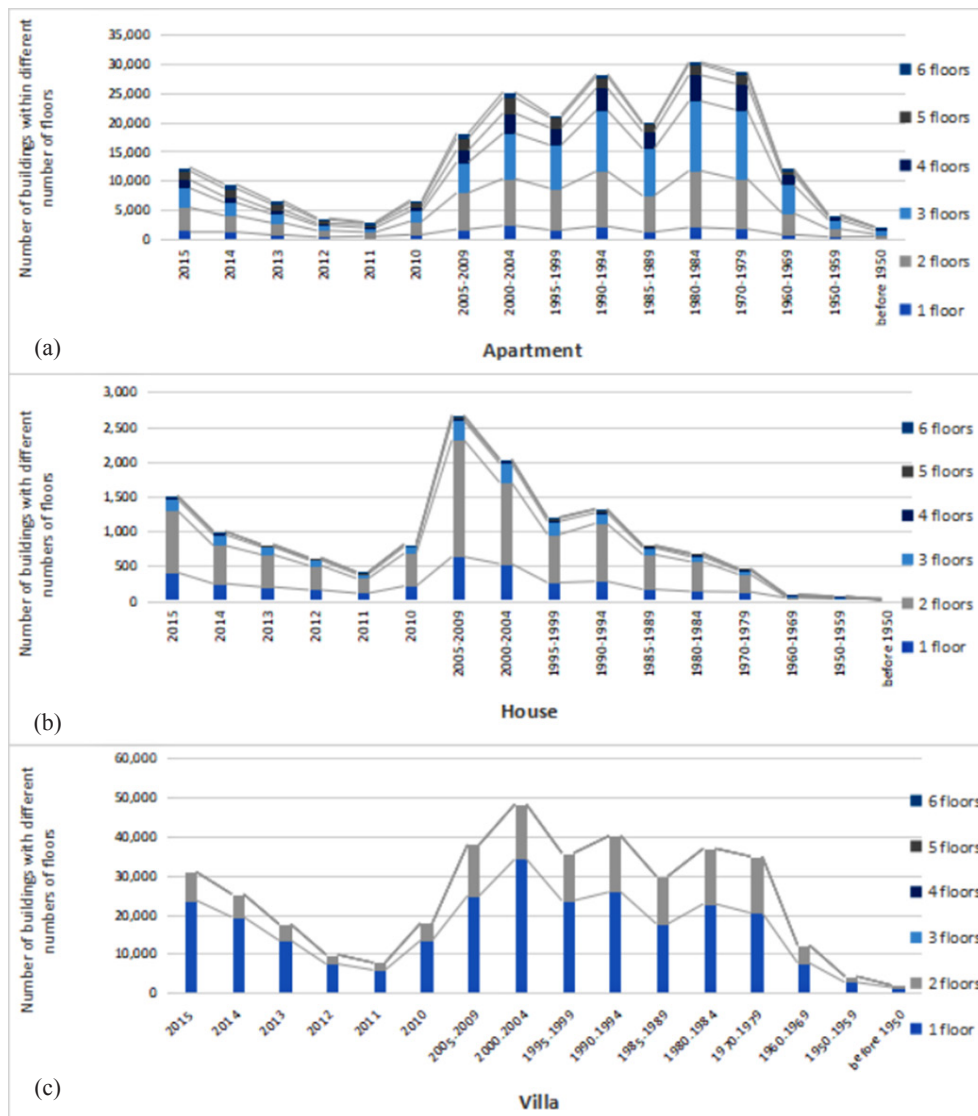 Number of buildings within different
number of floors
35,000
30,000
25,000
20,000
15,000
10,000
5,000
0
6 floors
5 floors
4 floors
3 floors
2 floors
1 floor
2015
2014
2013
2012
2011
2010
2005-2009
2000-2004
1995-1999
1990-1994
1985-1989
1980-1984
1970-1979
1960-1969
1950-1959
before 1950
(a)
Apartment
Number of buildings with different
numbers of floors
3,000
2,500
2,000
1,500
1,000
500
0
6 floors
5 floors
4 floors
3 floors
2 floors
1 floor
2015
2014
2013
2012
2011
2010
2005-2009
2000-2004
1995-1999
1990-1994
1985-1989
1980-1984
1970-1979
1960-1969
1950-1959
before 1950
(b)
House
Number of buildings with different
numbers of floors
60,000
50,000
40,000
30,000
20,000
10,000
0
6 floors
5 floors
4 floors
3 floors
2 floors
1 floor
2015
2014
2013
2012
2011
2010
2005-2009
2000-2004
1995-1999
1990-1994
1985-1989
1980-1984
1970-1979
1960-1969
1950-1959
before 1950
(c)
Villa